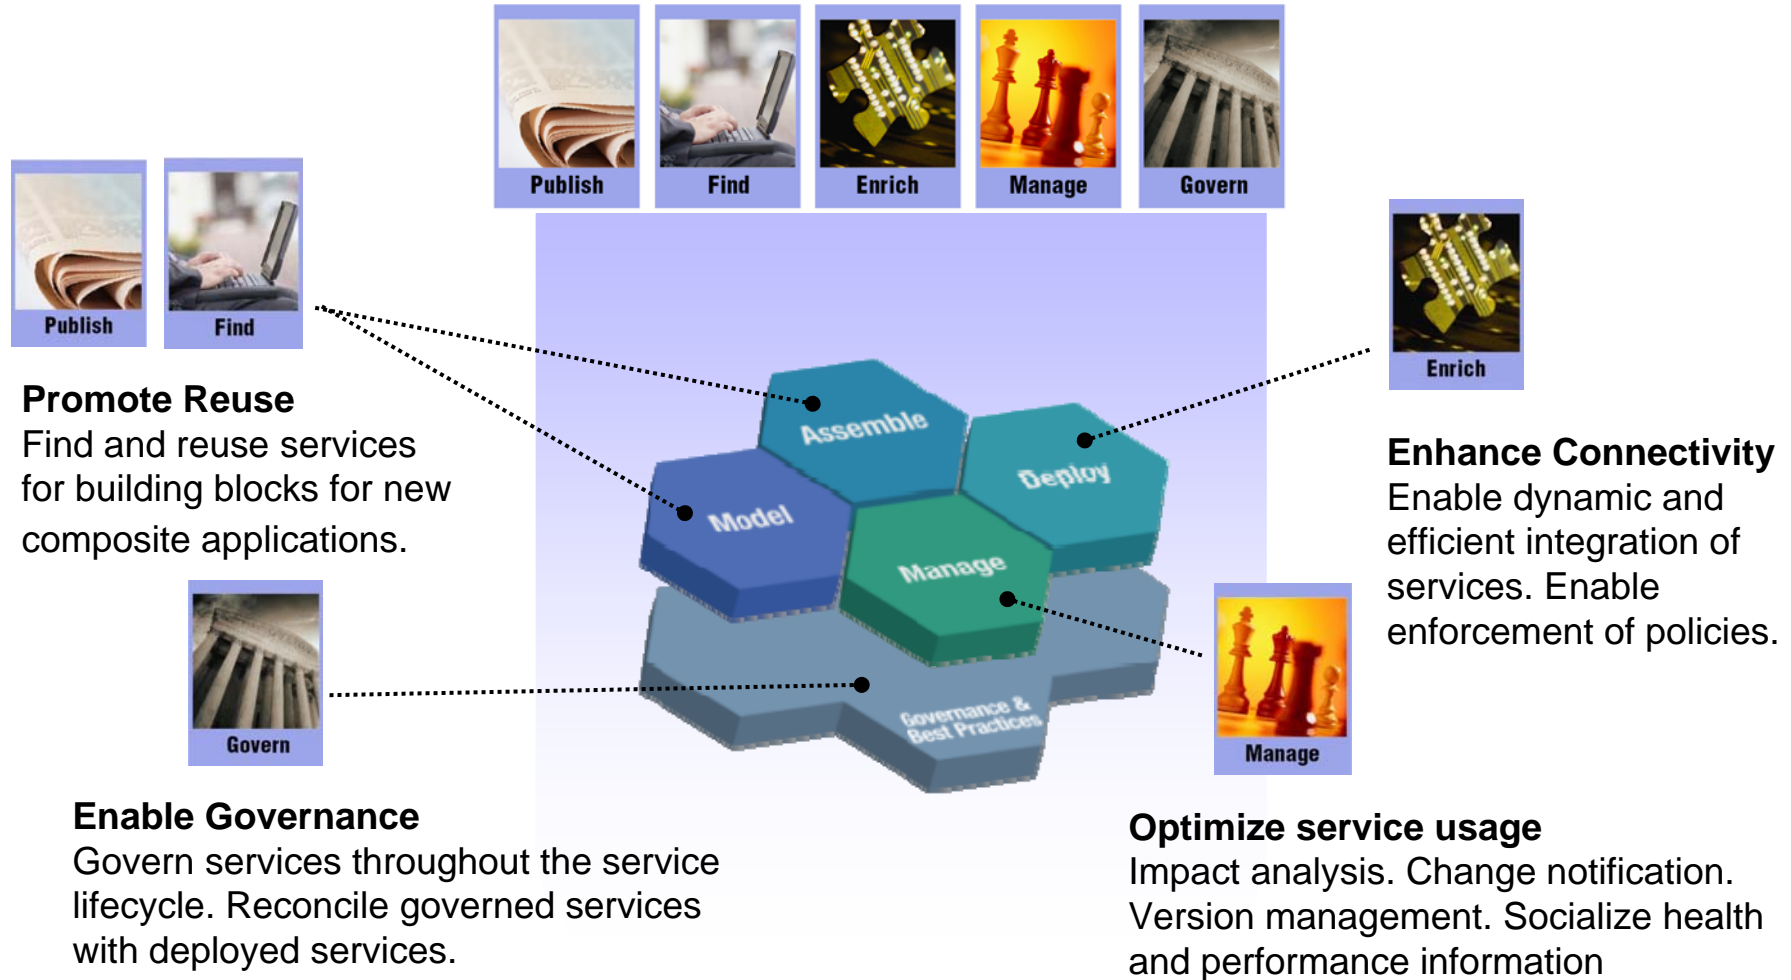 Publish
Find
Enrich
Manage
Govern
Publish
Find
Promote Reuse
Find and reuse services
for building blocks for new
composite applications.
Enrich
Enhance Connectivity
Enable dynamic and
efficient integration of
services. Enable
enforcement of policies.
Assemble
Deploy
Model
Manage
Governance &
Best Practices
Govern
Enable Governance
Govern services throughout the service
lifecycle. Reconcile governed services
with deployed services.
Manage
Optimize service usage
Impact analysis. Change notification.
Version management. Socialize health
and performance information